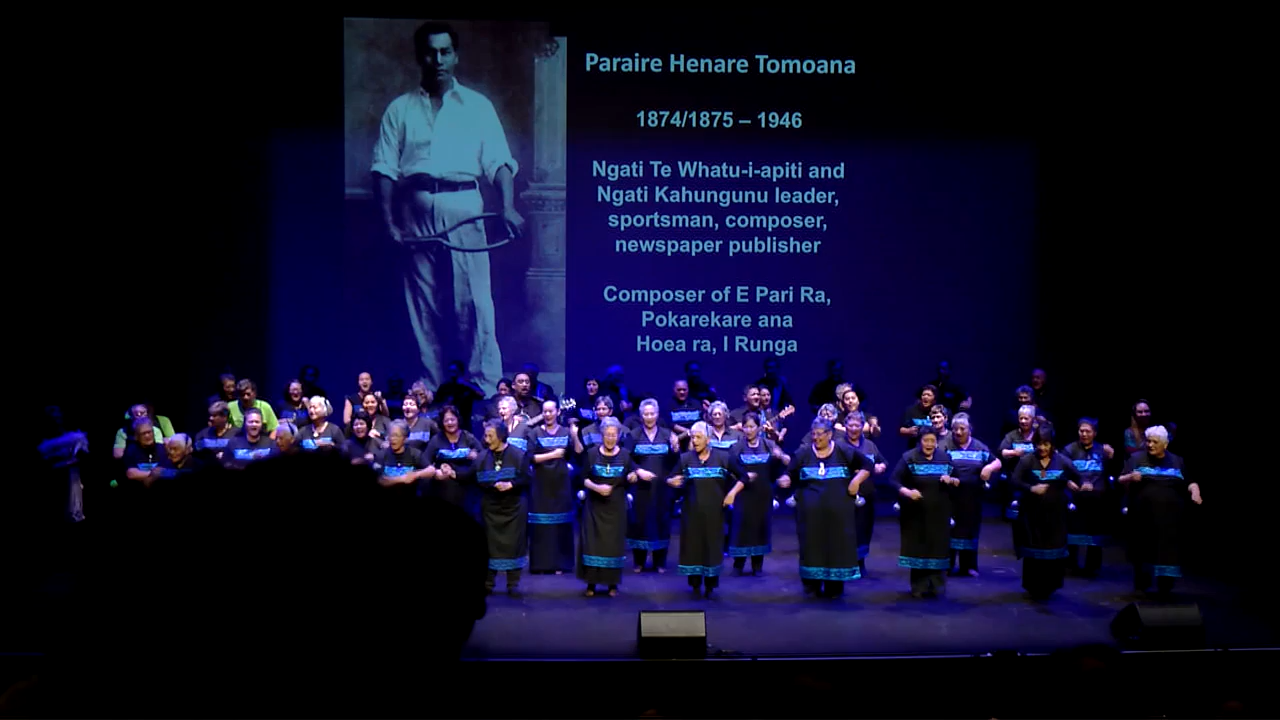 Paraire Henare Tomoana
1874/1875 – 1946
Ngati Te Whatu-i-apiti and
Ngati Kahungunu leader,
sportsman, composer,
newspaper publisher
Composer of E Pari Ra,
Pokarekare ana
Hoea ra, I Runga